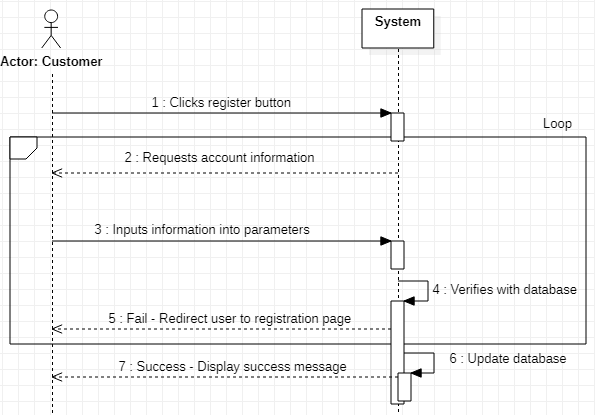 System
Actor: Customer
1 : Clicks register button
Loop
2 : Requests account information
3 : Inputs information into parameters
4 : Verifies with database
5 : Fail - Redirect user to registration page
6 : Update database
7 : Success - Display success message